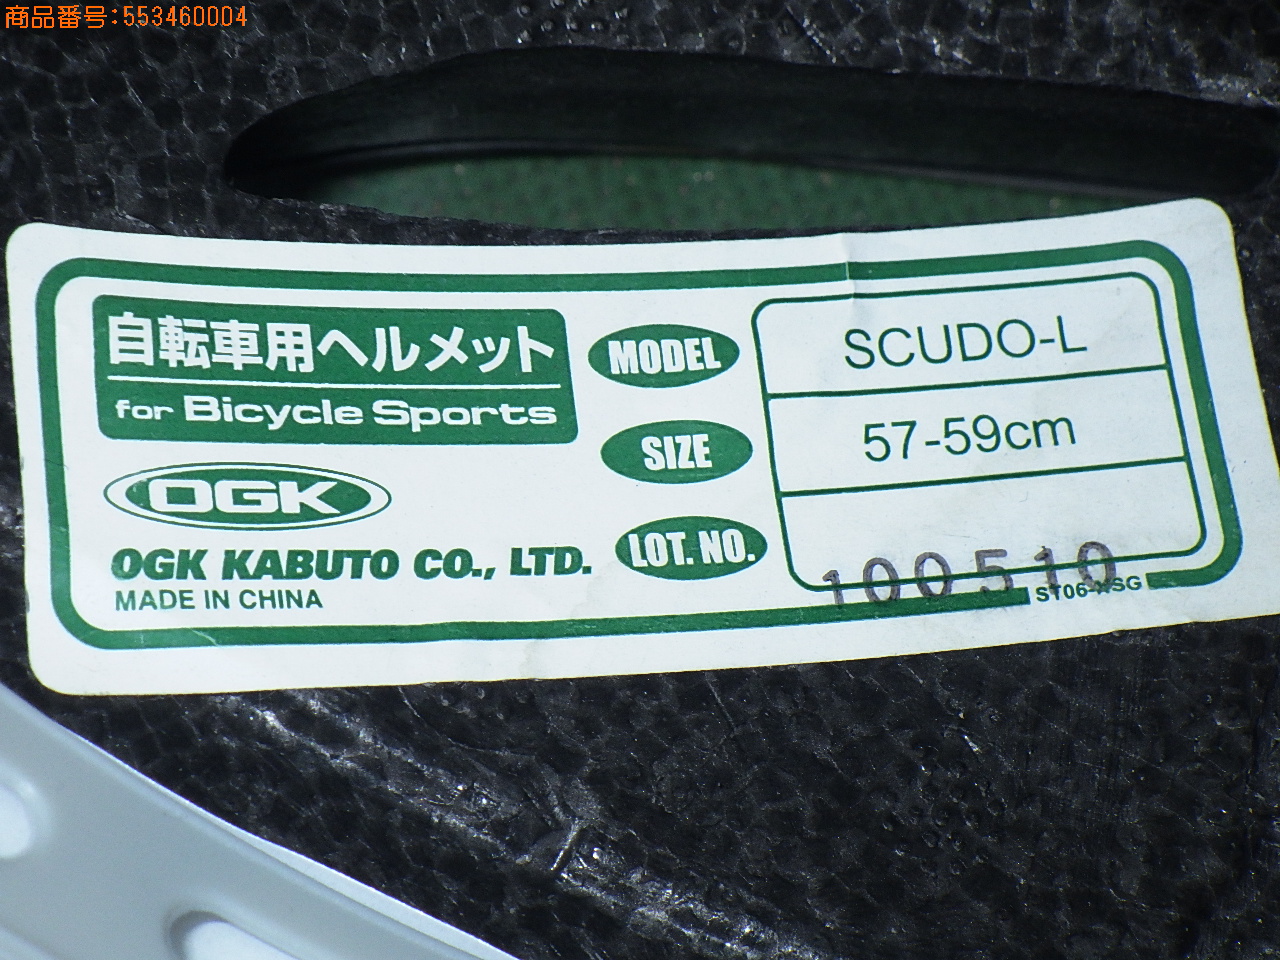 商品番号:553460004
自転車用ヘルメット
for Bicycle Sports
OGK
OGK KABUTO CO., LTD.
MADE IN CHINA
MODEL SCUDO-L
SIZE 57-59cm
LOT. NO. 100510